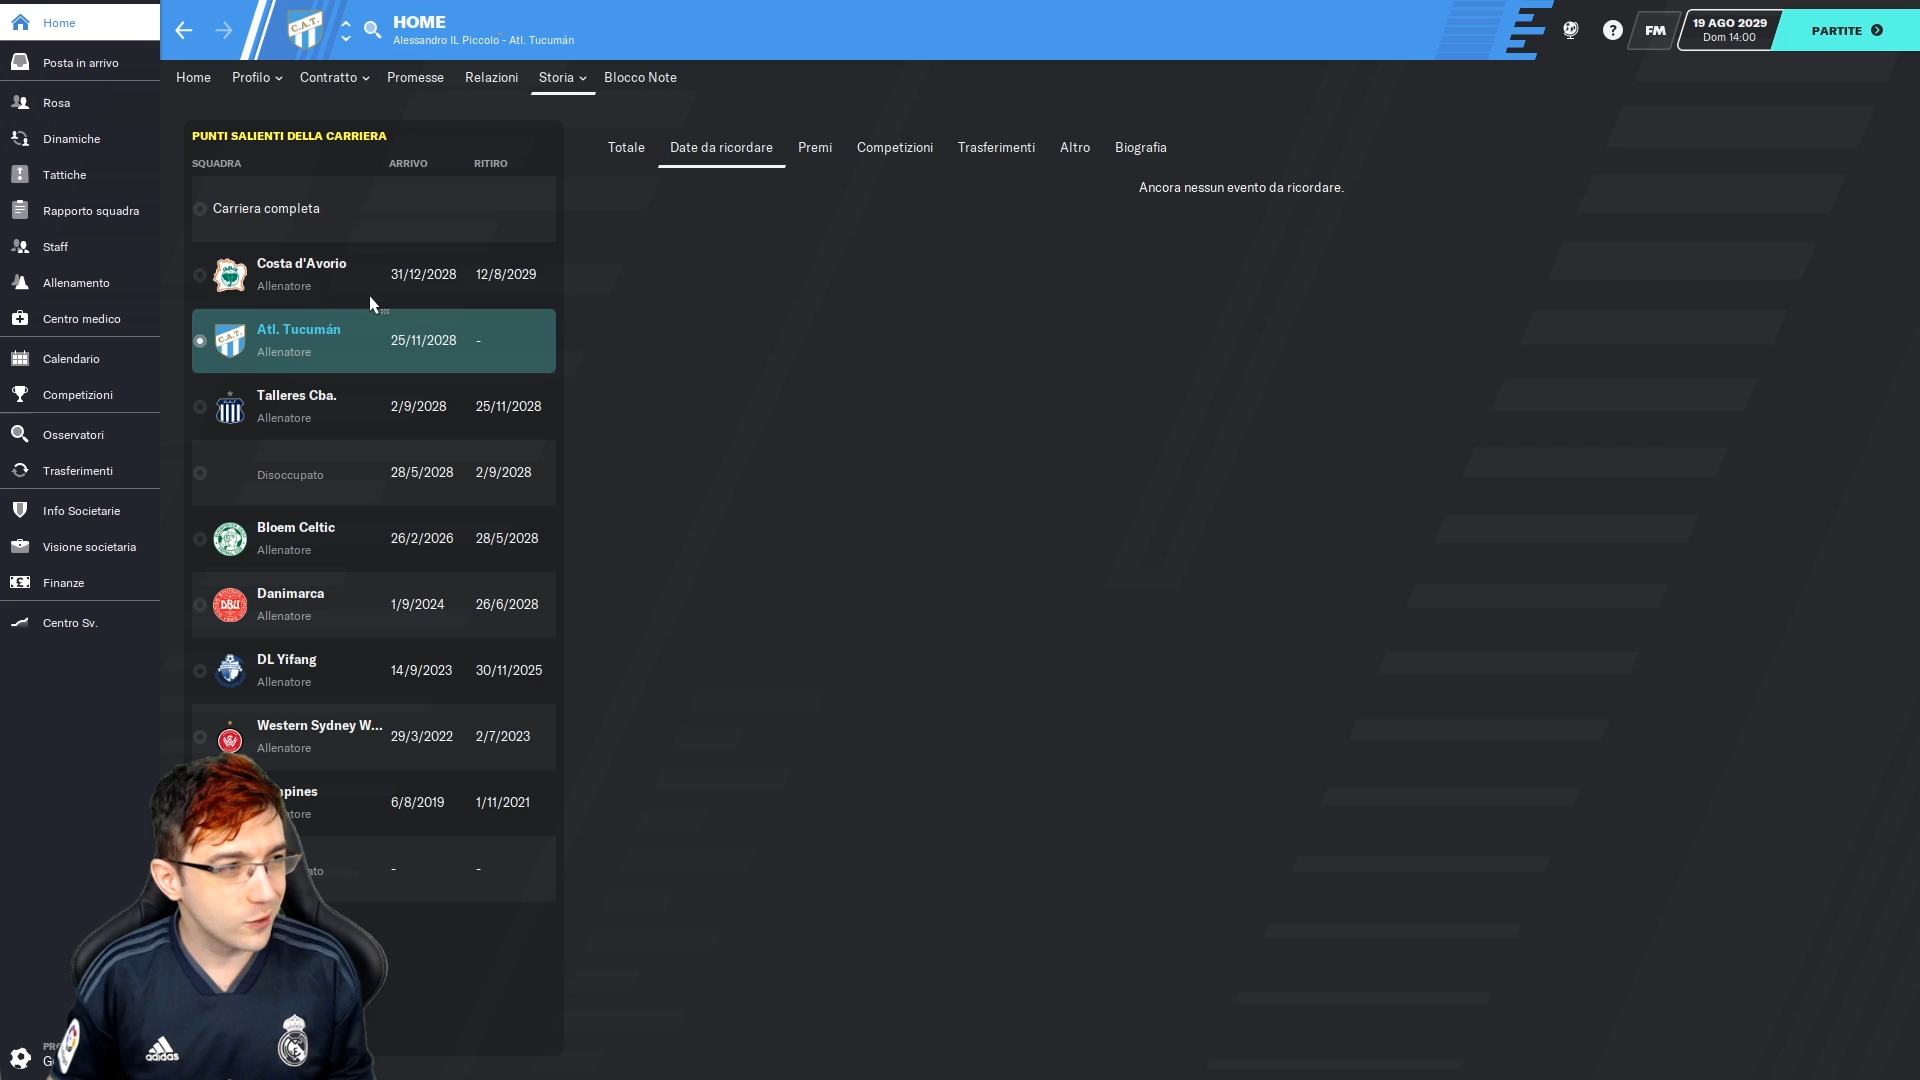 Home
Posta in arrivo
Rosa
Dinamiche
Tattiche
Rapporto squadra
Staff
Allenamento
Centro medico
Calendario
Competizioni
Osservatori
Trasferimenti
Info Societarie
Visione societaria
Finanze
Centro Sv.
C.A.T.
HOME
Alessandro IL Piccolo - Atl. Tucumán
?
FM
19 AGO 2029
Dom 14:00
PARTITE
Home Profilo Contratto Promesse Relazioni Storia Blocco Note
PUNTI SALIENTI DELLA CARRIERA
SQUADRA ARRIVO RITIRO
Carriera completa
Costa d'Avorio
Allenatore
31/12/2028 12/8/2029
C.A.T.
Atl. Tucumán
Allenatore
25/11/2028 -
Talleres Cba.
Allenatore
2/9/2028 25/11/2028
Disoccupato
28/5/2028 2/9/2028
Bloem Celtic
Allenatore
26/2/2026 28/5/2028
DBU
Danimarca
Allenatore
1/9/2024 26/6/2028
DL Yifang
Allenatore
14/9/2023 30/11/2025
Western Sydney W...
Allenatore
29/3/2022 2/7/2023
pines
atore
6/8/2019 1/11/2021
ato
- -
Totale Date da ricordare Premi Competizioni Trasferimenti Altro Biografia
Ancora nessun evento da ricordare.
adidas